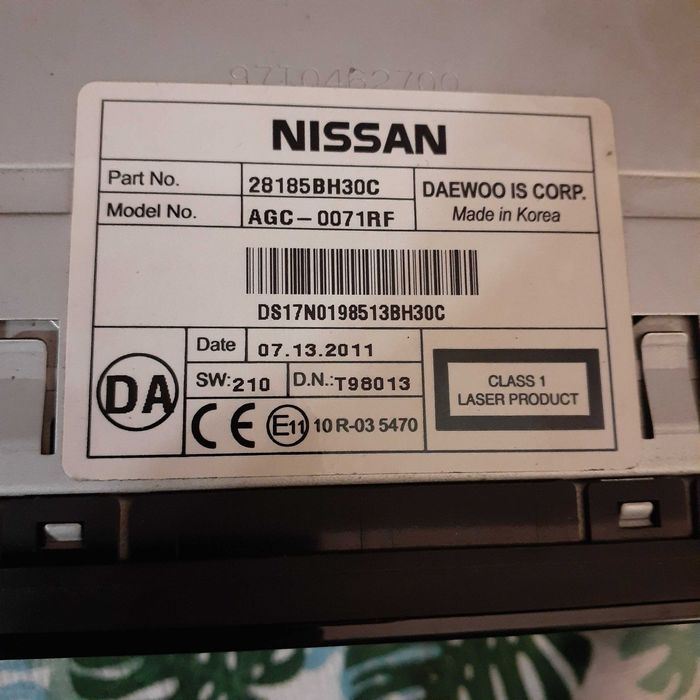 97T0462700
NISSAN
Part No. 28185BH30C
Model No. AGC-0071RF
DAEWOO IS CORP.
Made in Korea
DS17N0198513BH30C
DA
Date 07.13.2011
SW:210 D.N.:T98013
CE E11 10 R-03 5470
CLASS 1
LASER PRODUCT